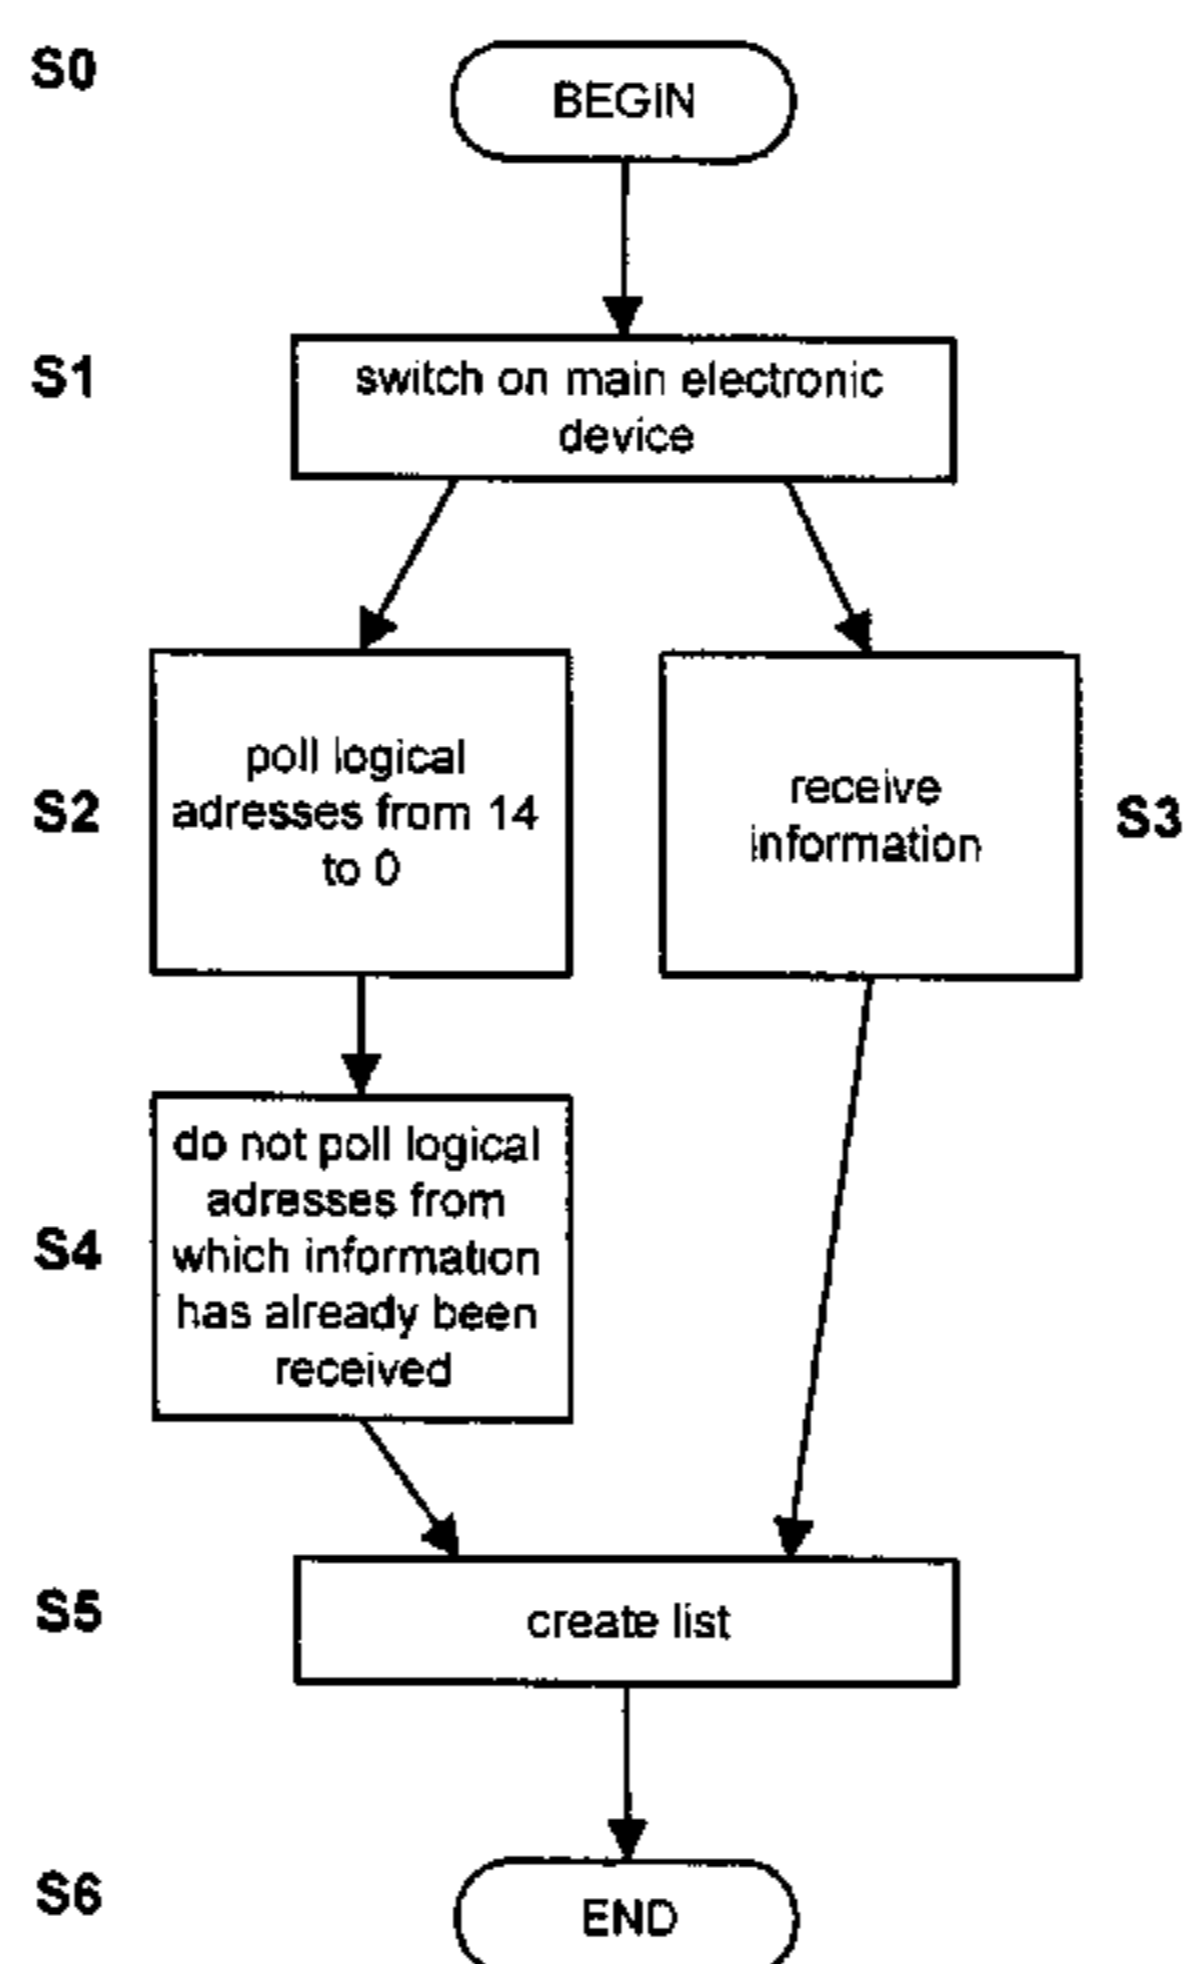 S0
BEGIN
S1
switch on main electronic
device
S2
poll logical
adresses from 14
to 0
receive
information
S3
S4
do not poll logical
adresses from
which information
has already been
received
S5
create list
S6
END